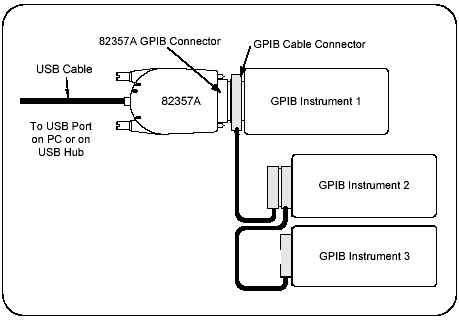 82357A GPIB Connector
GPIB Cable Connector
USB Cable
82357A
GPIB Instrument 1
To USB Port
on PC or on
USB Hub
GPIB Instrument 2
GPIB Instrument 3